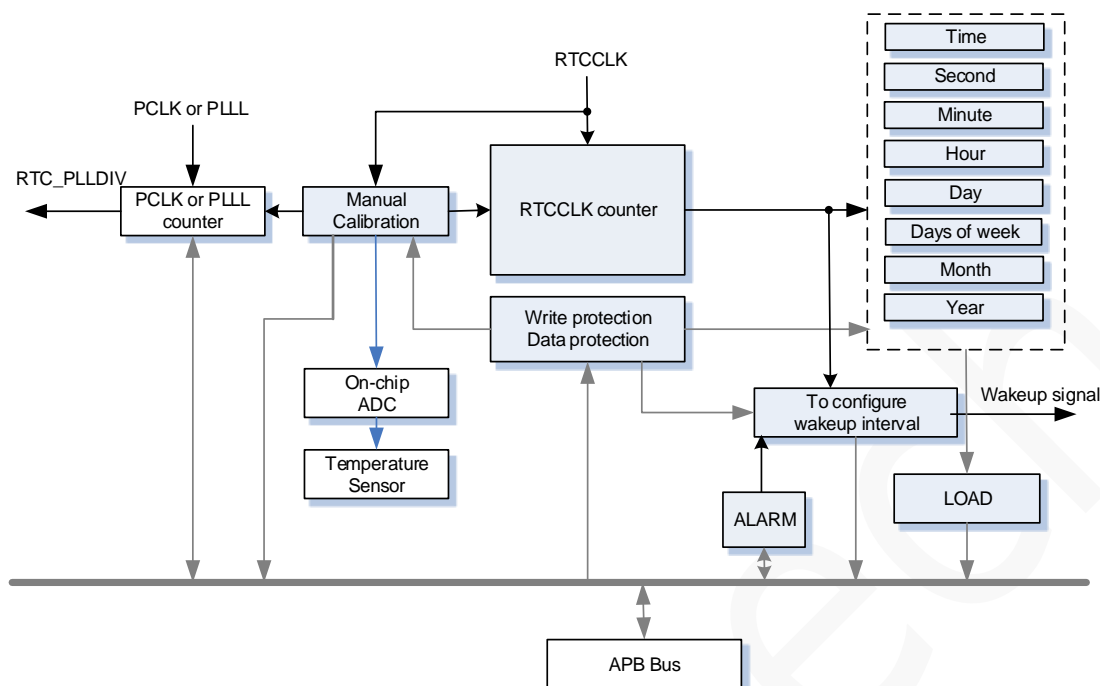 RTCCLK
PCLK or PLLL
RTC_PLLDIV
PCLK or PLLL
counter
Manual
Calibration
RTCCLK counter
Time
Second
Minute
Hour
Day
Days of week
Month
Year
Write protection
Data protection
On-chip
ADC
Temperature
Sensor
To configure
wakeup interval
Wakeup signal
ALARM
LOAD
APB Bus